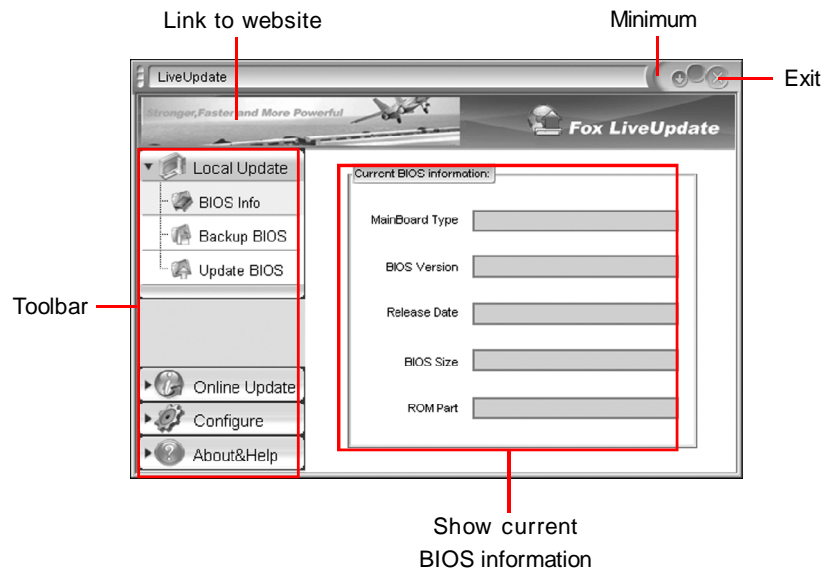 Link to website
Minimum
LiveUpdate
Exit
Stronger,Faster and More Powerful
Fox LiveUpdate
Local Update
BIOS Info
Backup BIOS
Update BIOS
Toolbar
Online Update
Configure
About&Help
Current BIOS information:
MainBoard Type
BIOS Version
Release Date
BIOS Size
ROM Part
Show current
BIOS information